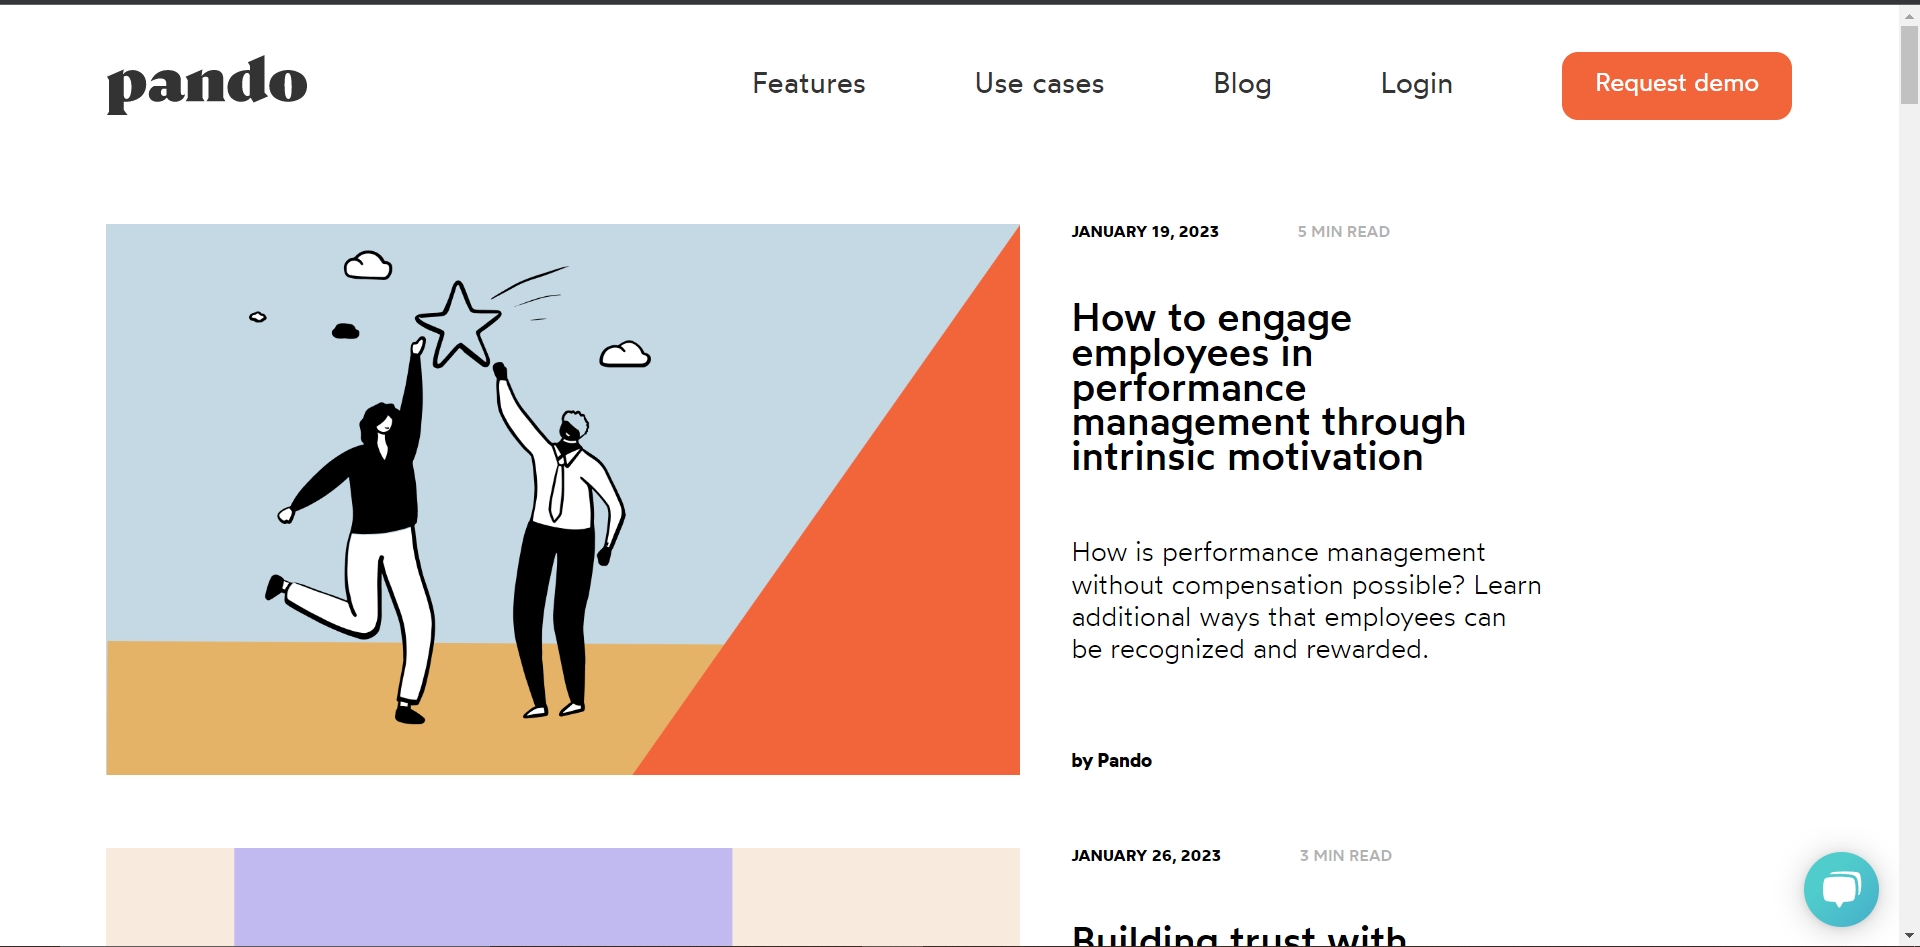 pando
Features
Use cases
Blog
Login
Request demo
JANUARY 19, 2023
5 MIN READ
How to engage
employees in
performance
management through
intrinsic motivation
How is performance management
without compensation possible? Learn
additional ways that employees can
be recognized and rewarded.
by Pando
JANUARY 26, 2023
3 MIN READ
Building trust with